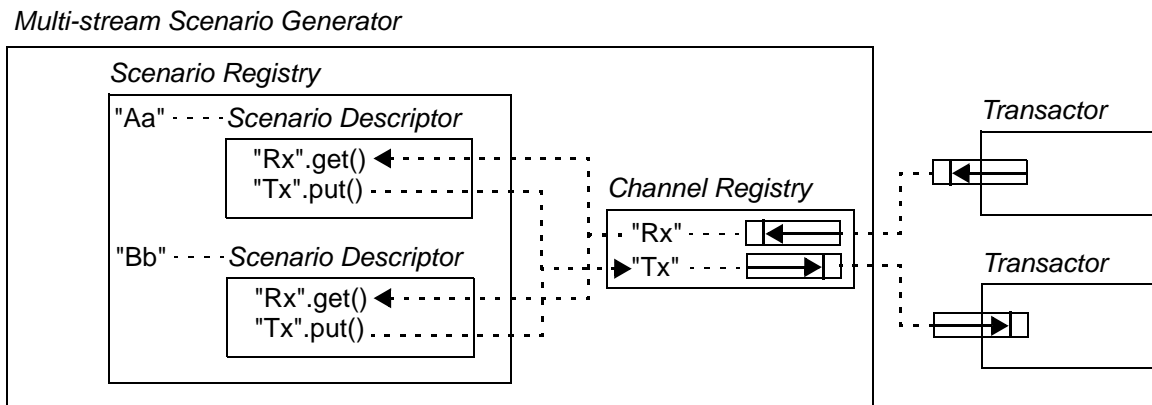 Multi-stream Scenario Generator
Scenario Registry
"Aa" Scenario Descriptor
"Rx".get()
"Tx".put()
"Bb" Scenario Descriptor
"Rx".get()
"Tx".put()
Channel Registry
"Rx"
"Tx"
Transactor
Transactor